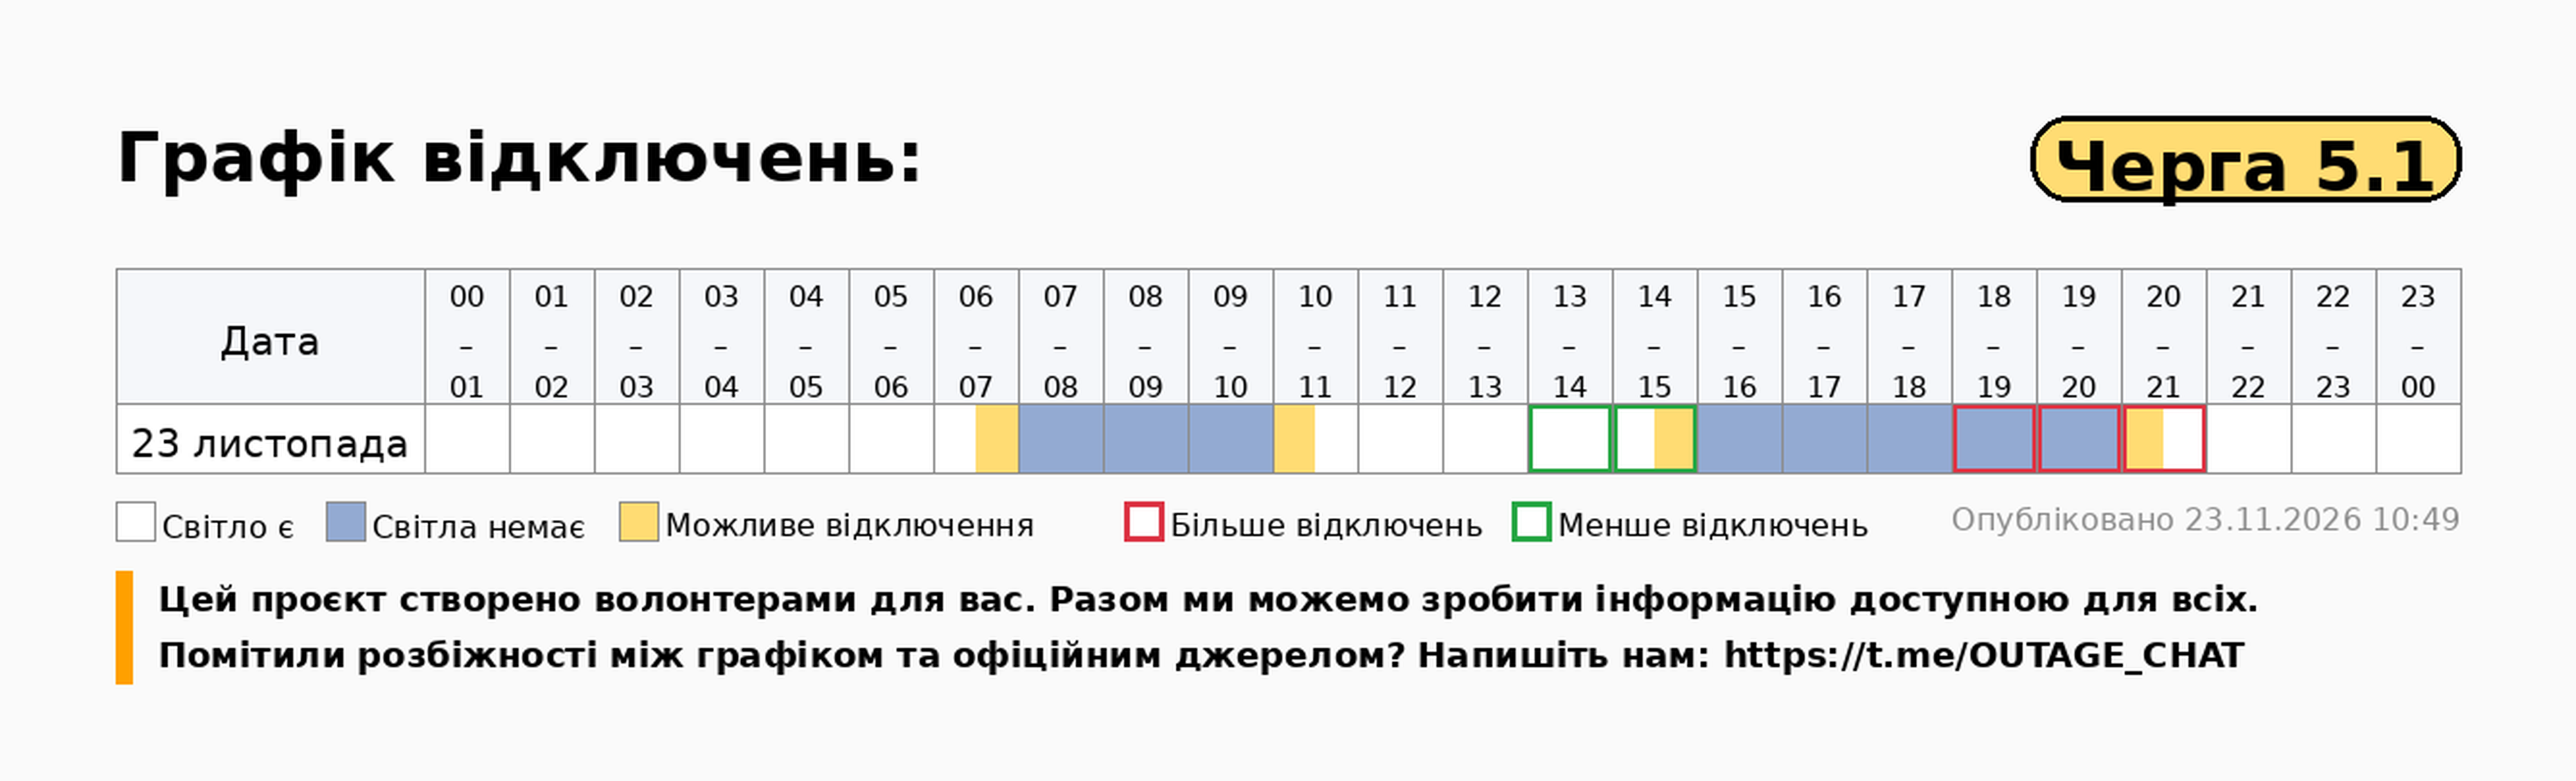 Графік відключень:
Черга 5.1
Дата
00 – 01
01 – 02
02 – 03
03 – 04
04 – 05
05 – 06
06 – 07
07 – 08
08 – 09
09 – 10
10 – 11
11 – 12
12 – 13
13 – 14
14 – 15
15 – 16
16 – 17
17 – 18
18 – 19
19 – 20
20 – 21
21 – 22
22 – 23
23 – 00
23 листопада
Світло є
Світла немає
Можливе відключення
Більше відключень
Менше відключень
Опубліковано 23.11.2026 10:49
Цей проєкт створено волонтерами для вас. Разом ми можемо зробити інформацію доступною для всіх.
Помітили розбіжності між графіком та офіційним джерелом? Напишіть нам: https://t.me/OUTAGE_CHAT